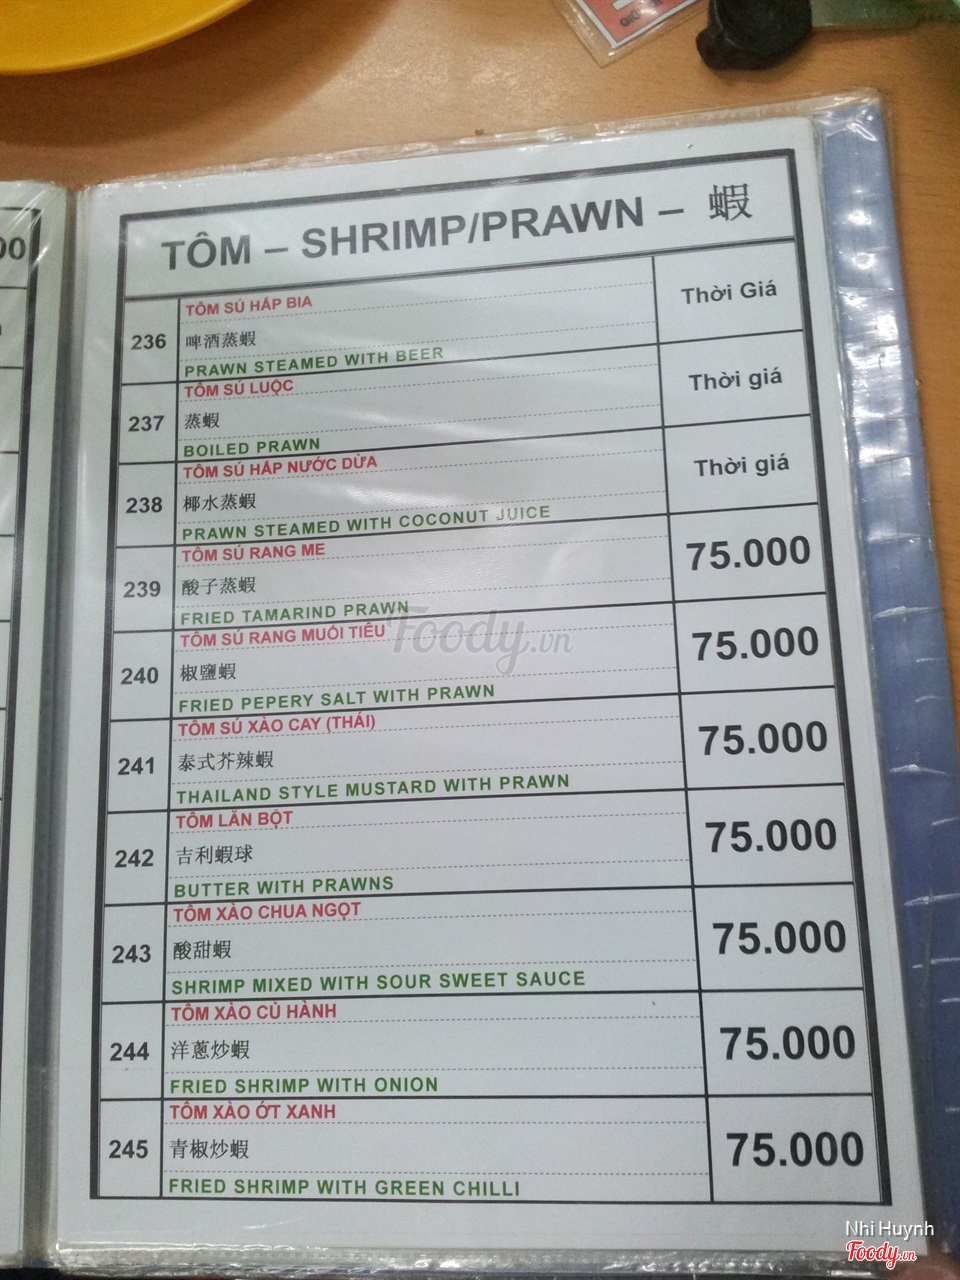 TÔM – SHRIMP/PRAWN – 蝦
236
TÔM SÚ HẤP BIA
啤酒蒸蝦
PRAWN STEAMED WITH BEER
Thời Giá
237
TÔM SÚ LUỘC
蒸蝦
BOILED PRAWN
Thời giá
238
TÔM SÚ HẤP NƯỚC DỪA
椰水蒸蝦
PRAWN STEAMED WITH COCONUT JUICE
Thời giá
239
TÔM SÚ RANG ME
酸子蒸蝦
FRIED TAMARIND PRAWN
75.000
240
TÔM SÚ RANG MUỐI TIÊU
椒鹽蝦
FRIED PEPERY SALT WITH PRAWN
75.000
241
TÔM SÚ XÀO CAY (THÁI)
泰式芥辣蝦
THAILAND STYLE MUSTARD WITH PRAWN
75.000
242
TÔM LĂN BỘT
吉利蝦球
BUTTER WITH PRAWNS
75.000
243
TÔM XÀO CHUA NGỌT
酸甜蝦
SHRIMP MIXED WITH SOUR SWEET SAUCE
75.000
244
TÔM XÀO CỦ HÀNH
洋蔥炒蝦
FRIED SHRIMP WITH ONION
75.000
245
TÔM XÀO ỚT XANH
青椒炒蝦
FRIED SHRIMP WITH GREEN CHILLI
75.000
Foody.vn
Nhi Huynh
Foody.vn